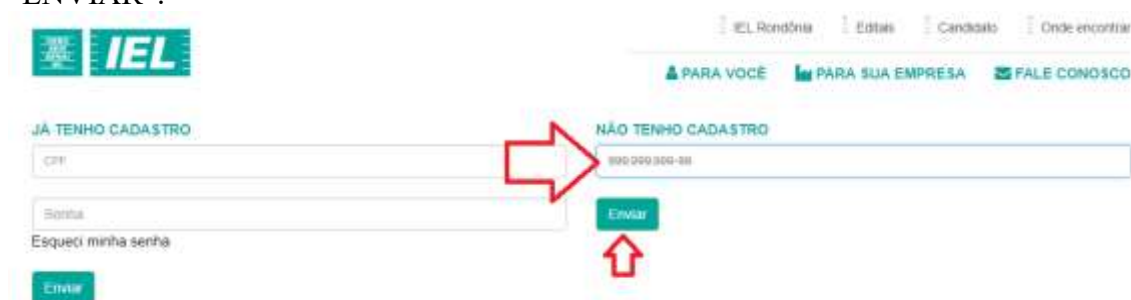 ENVIAR".
IEL
IEL Rondônia Editais Candidato Onde encontrar
PARA VOCÊ PARA SUA EMPRESA FALE CONOSCO
JÁ TENHO CADASTRO
CPF
Senha
Esqueci minha senha
Enviar
NÃO TENHO CADASTRO
999.999.999-99
Enviar